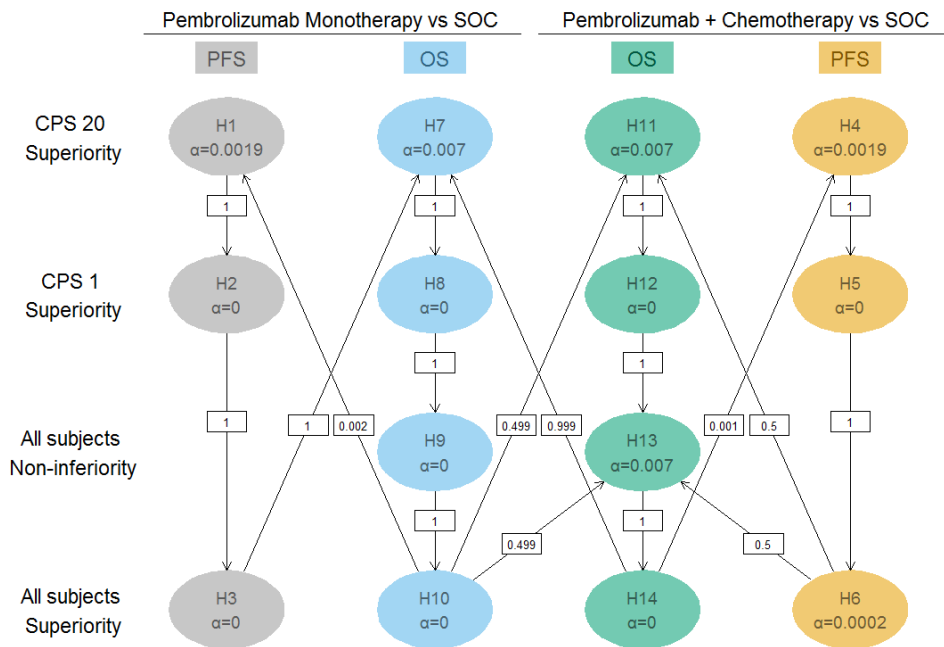 Pembrolizumab Monotherapy vs SOC
Pembrolizumab + Chemotherapy vs SOC
PFS
OS
OS
PFS
CPS 20
Superiority
H1
α=0.0019
H7
α=0.007
H11
α=0.007
H4
α=0.0019
1
1
1
1
CPS 1
Superiority
H2
α=0
H8
α=0
H12
α=0
H5
α=0
1
1
All subjects
Non-inferiority
1
1
0.002
H9
α=0
0.499
0.999
H13
α=0.007
0.001
0.5
1
1
0.499
1
0.5
All subjects
Superiority
H3
α=0
H10
α=0
H14
α=0
H6
α=0.0002